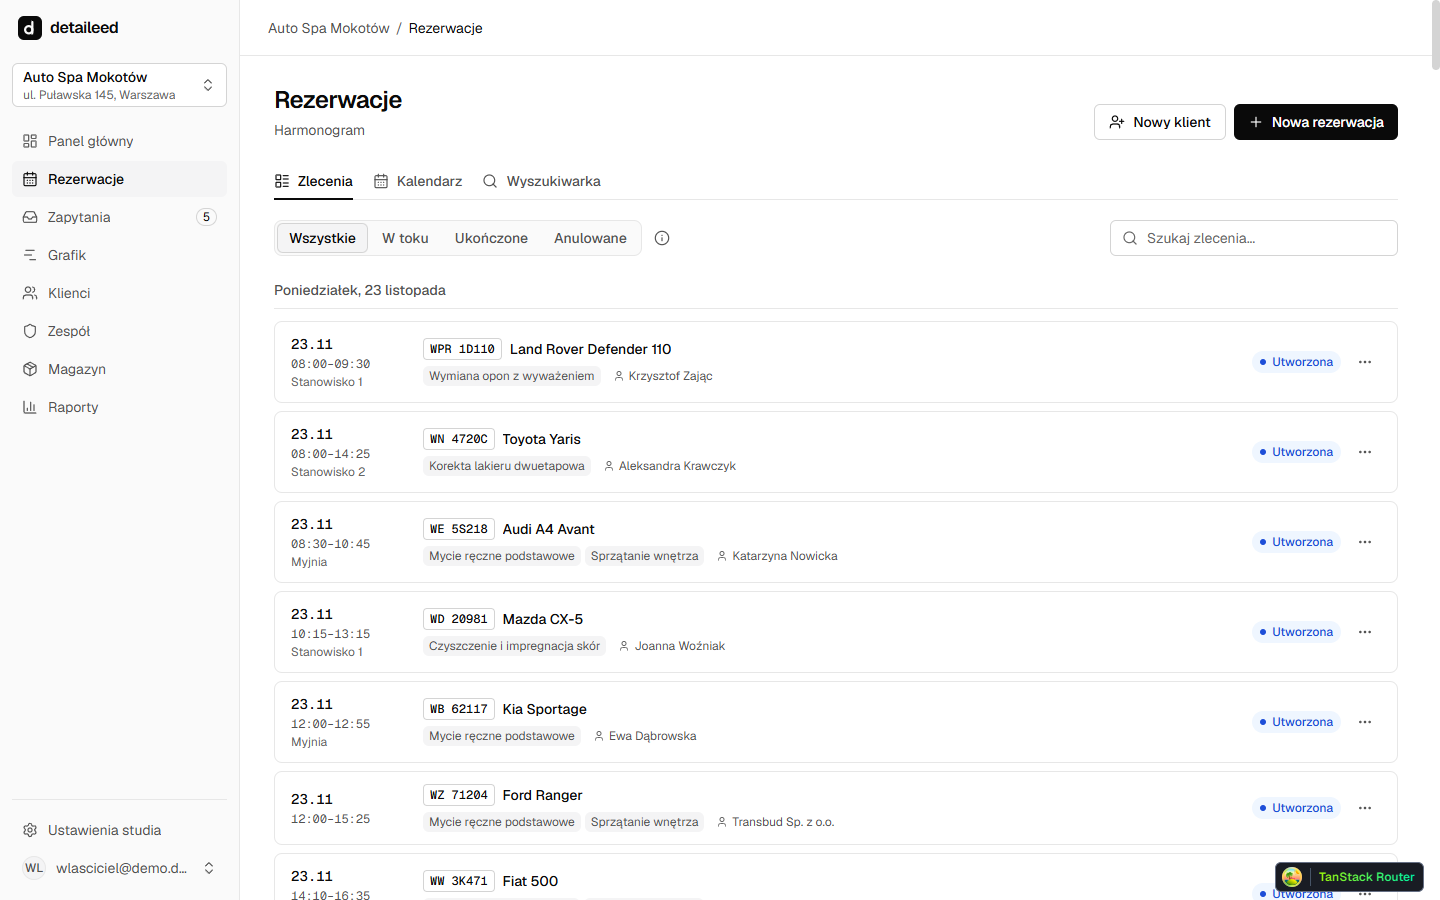 detaileed
Auto Spa Mokotów
ul. Puławska 145, Warszawa
Panel główny
Rezerwacje
Zapytania 5
Grafik
Klienci
Zespół
Magazyn
Raporty
Ustawienia studia
WL wlasciciel@demo.d...
Auto Spa Mokotów / Rezerwacje
Rezerwacje
Harmonogram
Nowy klient
Nowa rezerwacja
Zlecenia Kalendarz Wyszukiwarka
Wszystkie W toku Ukończone Anulowane
Szukaj zlecenia...
Poniedziałek, 23 listopada
23.11
08:00–09:30
Stanowisko 1
WPR 1D110 Land Rover Defender 110
Wymiana opon z wyważeniem Krzysztof Zając
Utworzona
23.11
08:00–14:25
Stanowisko 2
WN 4720C Toyota Yaris
Korekta lakieru dwuetapowa Aleksandra Krawczyk
Utworzona
23.11
08:30–10:45
Myjnia
WE 5S218 Audi A4 Avant
Mycie ręczne podstawowe Sprzątanie wnętrza Katarzyna Nowicka
Utworzona
23.11
10:15–13:15
Stanowisko 1
WD 20981 Mazda CX-5
Czyszczenie i impregnacja skór Joanna Woźniak
Utworzona
23.11
12:00–12:55
Myjnia
WB 62117 Kia Sportage
Mycie ręczne podstawowe Ewa Dąbrowska
Utworzona
23.11
12:00–15:25
WZ 71204 Ford Ranger
Mycie ręczne podstawowe Sprzątanie wnętrza Transbud Sp. z o.o.
Utworzona
23.11
14:10–16:35
WW 3K471 Fiat 500
Utworzona
TanStack Router